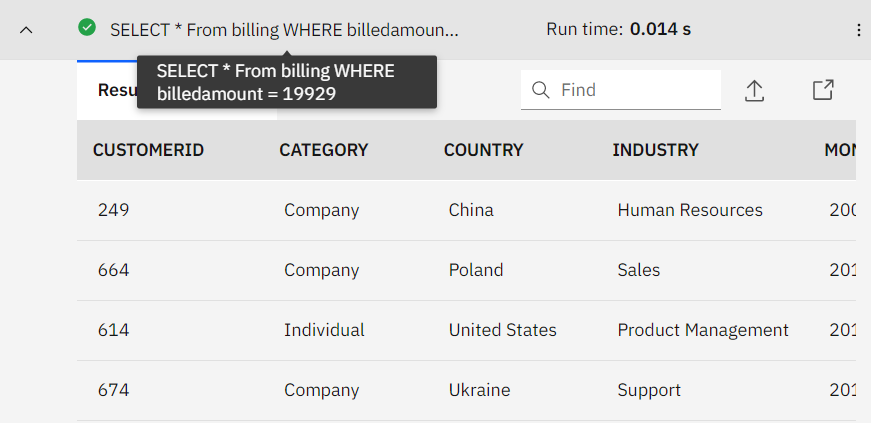 SELECT * From billing WHERE billedamoun...
Run time: 0.014 s
SELECT * From billing WHERE
billedamount = 19929
Resu
Find
CUSTOMERID CATEGORY COUNTRY INDUSTRY MON
249 Company China Human Resources 200
664 Company Poland Sales 201
614 Individual United States Product Management 201
674 Company Ukraine Support 201